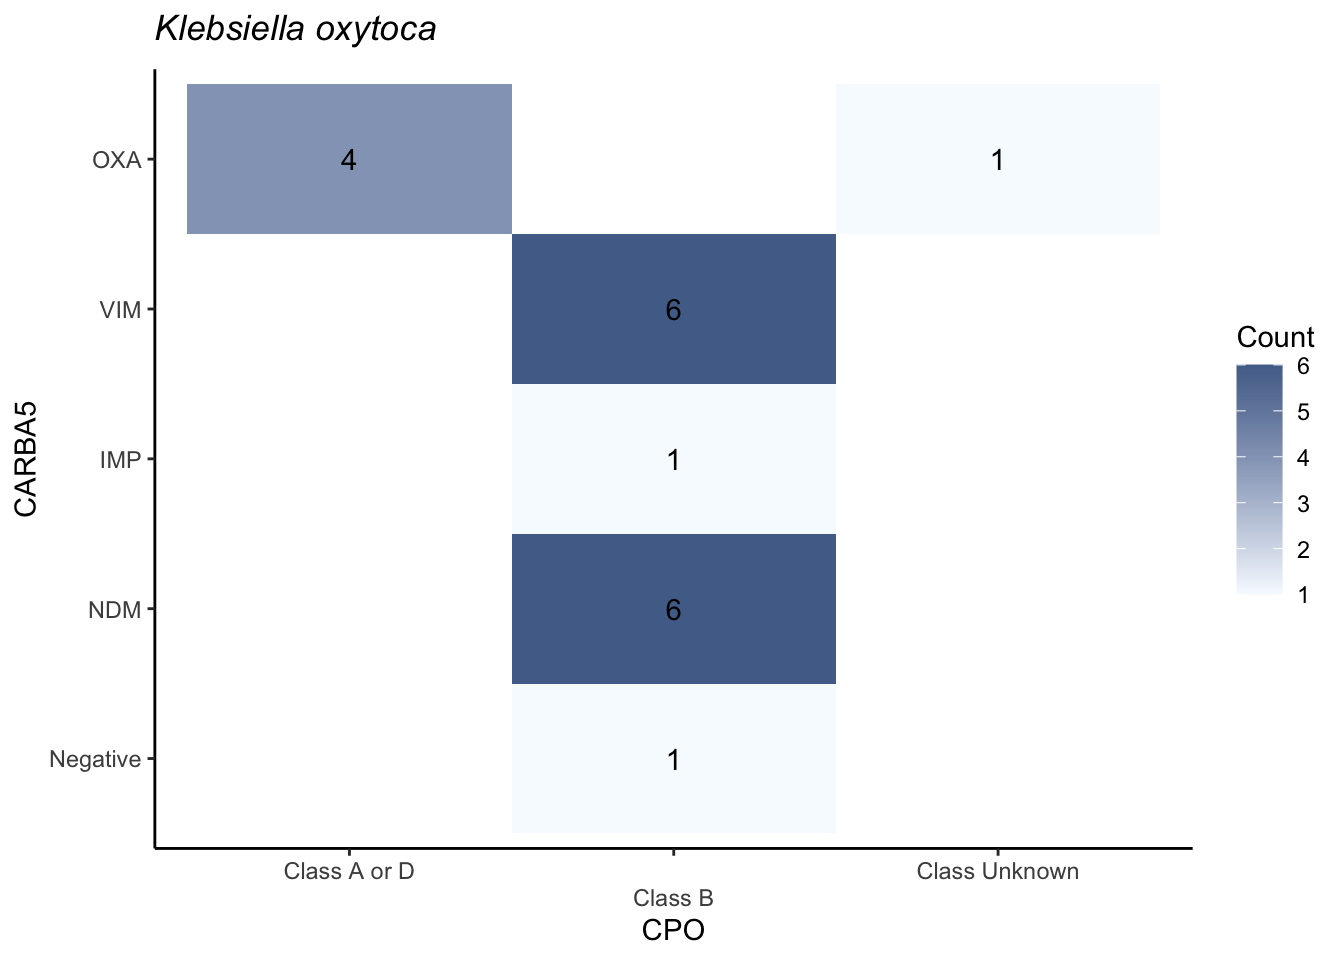 Klebsiella oxytoca
OXA
4
1
VIM
6
IMP
1
NDM
6
Negative
1
CARBA5
Class A or D
Class B
Class Unknown
CPO
Count
6
5
4
3
2
1